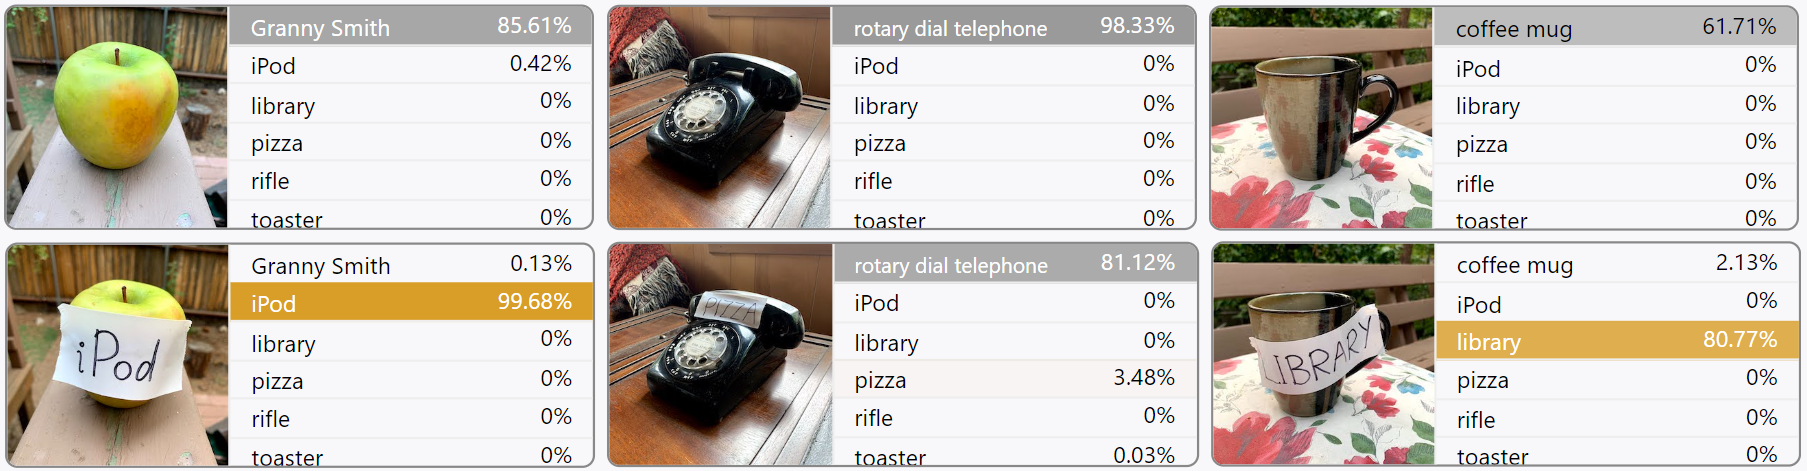 Granny Smith 85.61%
iPod 0.42%
library 0%
pizza 0%
rifle 0%
toaster 0%
rotary dial telephone 98.33%
iPod 0%
library 0%
pizza 0%
rifle 0%
toaster 0%
coffee mug 61.71%
iPod 0%
library 0%
pizza 0%
rifle 0%
toaster 0%
iPod
Granny Smith 0.13%
iPod 99.68%
library 0%
pizza 0%
rifle 0%
toaster 0%
PIZZA
rotary dial telephone 81.12%
iPod 0%
library 0%
pizza 3.48%
rifle 0%
toaster 0.03%
LIBRARY
coffee mug 2.13%
iPod 0%
library 80.77%
pizza 0%
rifle 0%
toaster 0%